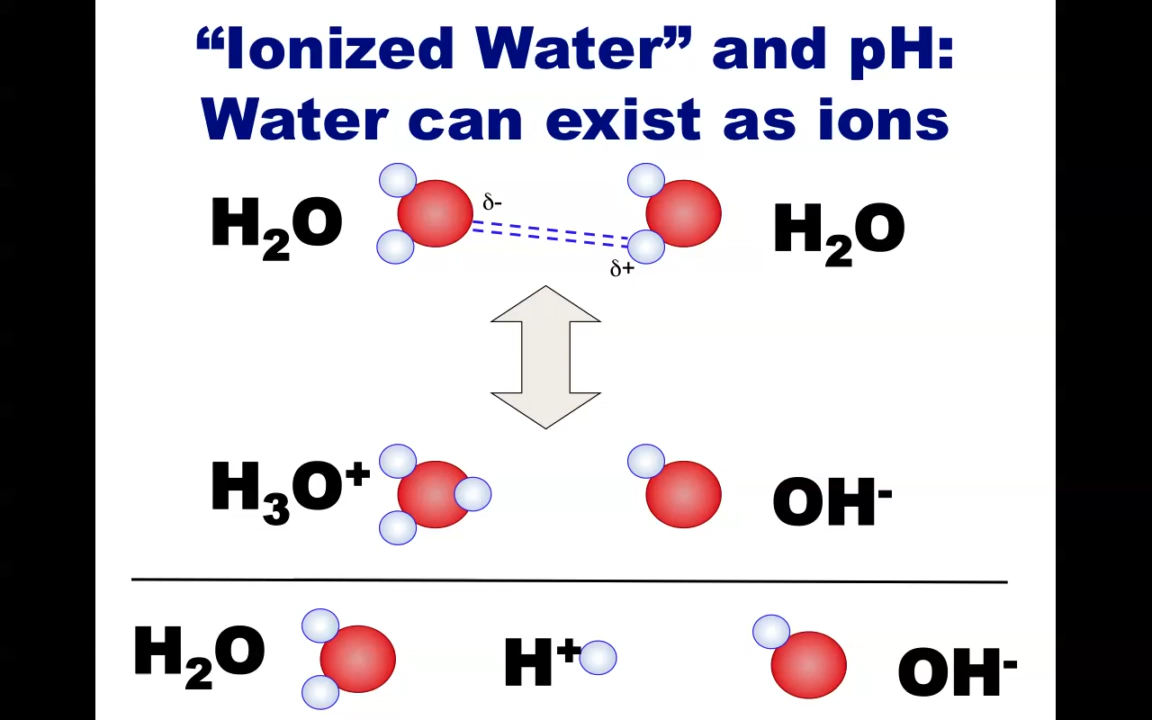 “Ionized Water” and pH:
Water can exist as ions
H₂O δ- H₂O
δ+
H₃O⁺ OH⁻
H₂O H⁺ OH⁻